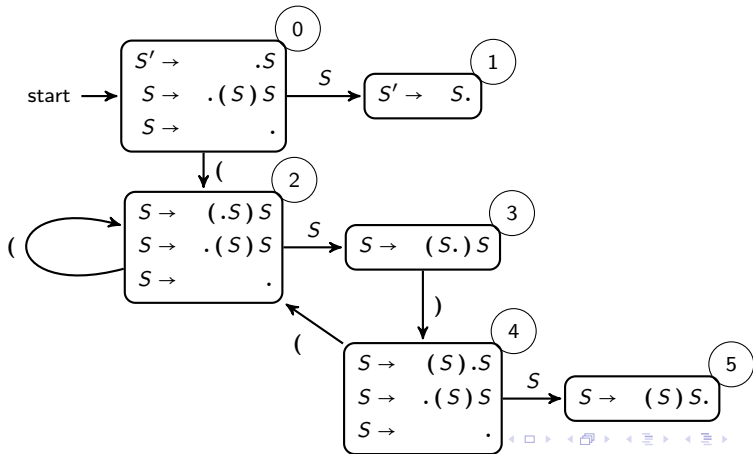 0
S′ → .S
start S → .(S)S S
S → .
1
S′ → S.
(
2
S → (.S)S
( S → .(S)S S
S → .
3
S → (S.)S
)
(
4
S → (S).S
S → .(S)S S
S → .
5
S → (S)S.